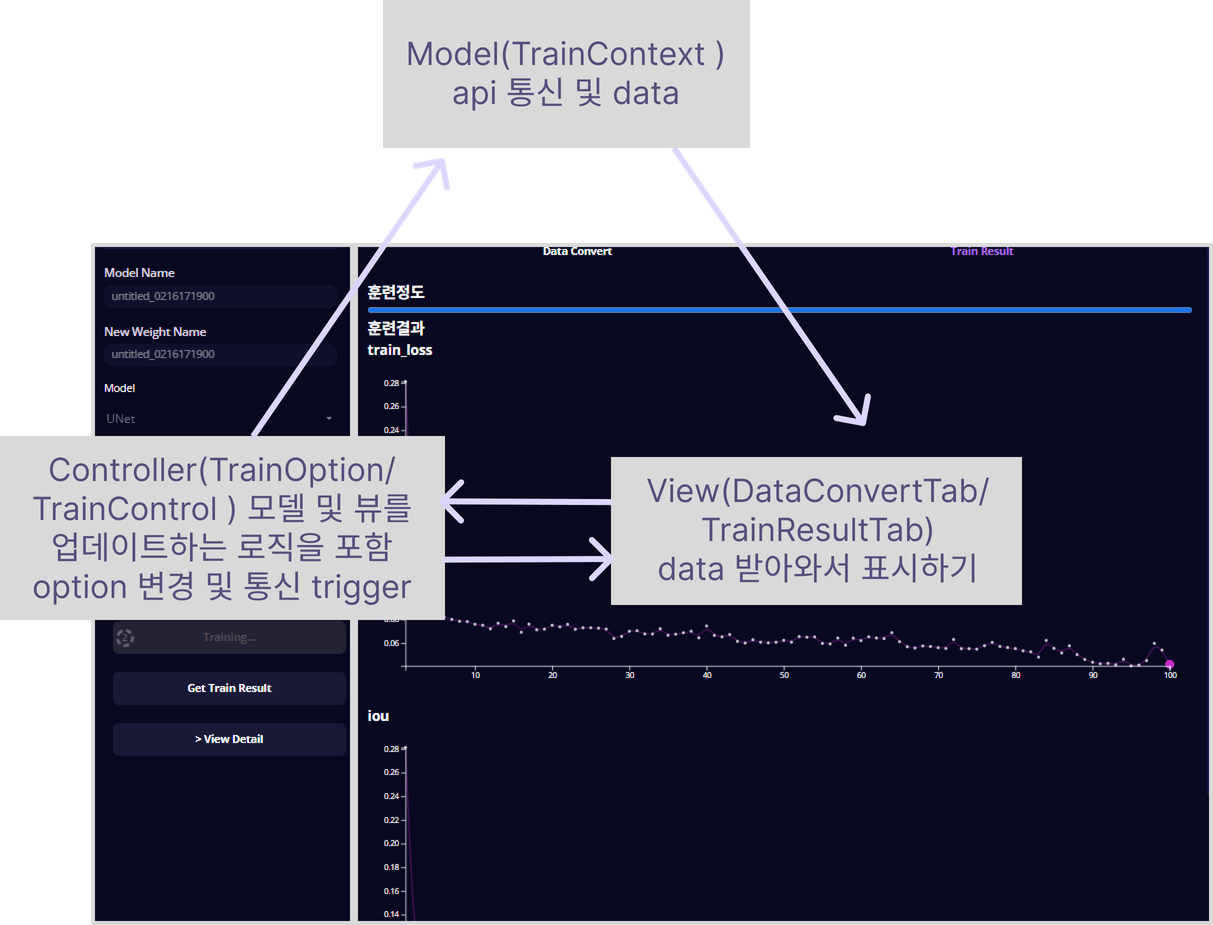 Model(TrainContext )
api 통신 및 data
Data Convert
Train Result
Model Name
untitled_0216171900
New Weight Name
untitled_0216171900
Model
UNet
훈련정도
훈련결과
train_loss
0.28
0.26
0.24
Controller(TrainOption/
TrainControl ) 모델 및 뷰를
업데이트하는 로직을 포함
option 변경 및 통신 trigger
View(DataConvertTab/
TrainResultTab)
data 받아와서 표시하기
0.06
10 20 30 40 50 60 70 80 90 100
Training...
Get Train Result
> View Detail
iou
0.28
0.26
0.24
0.22
0.20
0.18
0.16
0.14